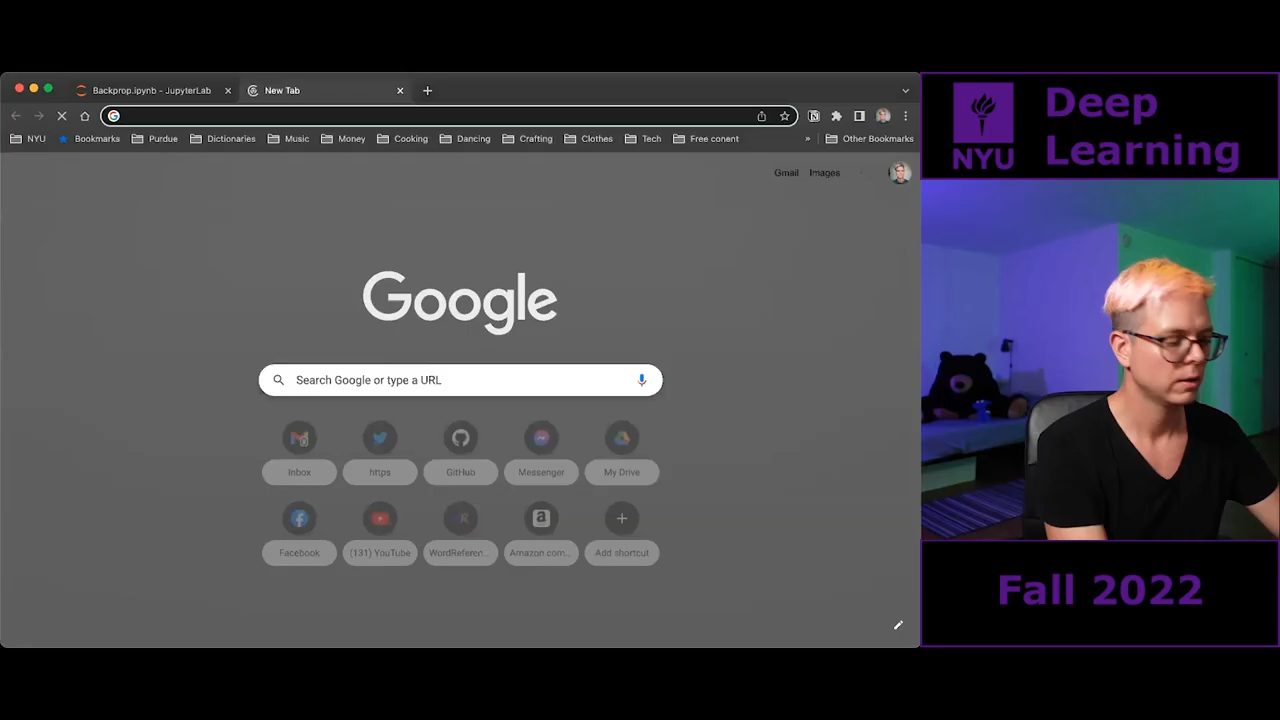 Backprop.ipynb - JupyterLab
New Tab
NYU
Bookmarks
Purdue
Dictionaries
Music
Money
Cooking
Dancing
Crafting
Clothes
Tech
Free conent
»
Other Bookmarks
Gmail
Images
Google
Search Google or type a URL
Inbox
https
GitHub
Messenger
My Drive
Facebook
(131) YouTube
WordReferen...
Amazon com...
Add shortcut
NYU
Deep
Learning
Fall 2022